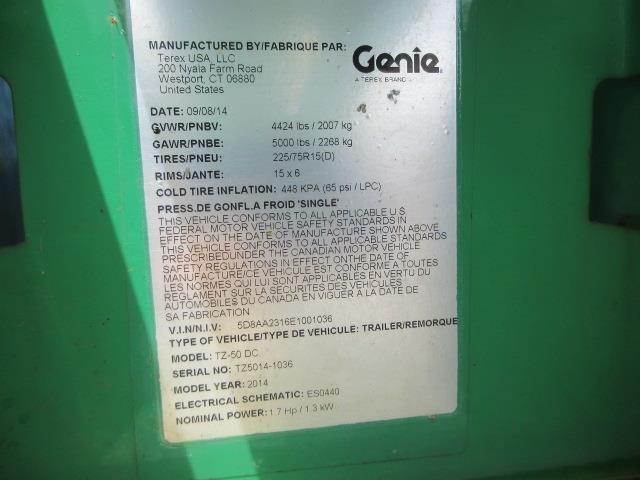 MANUFACTURED BY/FABRIQUE PAR:
Terex USA, LLC
200 Nyala Farm Road
Westport, CT 06880
United States
Genie
A TEREX BRAND
DATE: 09/08/14
GVWR/PNBV: 4424 lbs / 2007 kg
GAWR/PNBE: 5000 lbs / 2268 kg
TIRES/PNEU: 225/75R15(D)
RIMS/JANTE: 15 x 6
COLD TIRE INFLATION: 448 KPA (65 psi / LPC)
PRESS.DE GONFL.A FROID 'SINGLE'
THIS VEHICLE CONFORMS TO ALL APPLICABLE U.S
FEDERAL MOTOR VEHICLE SAFETY STANDARDS IN
EFFECT ON THE DATE OF MANUFACTURE SHOWN ABOVE
THIS VEHICLE CONFORMS TO ALL APPLICABLE STANDARDS
PRESCRIBEDUNDER THE CANADIAN MOTOR VEHICLE
SAFETY REGULATIONS IN EFFECT ONTHE DATE OF
MANUFACTURE/CE VEHICULE EST CONFORME A TOUTES
LES NORMES QUI LUI SONT APPLICABLES EN VERTU DU
REGLEMENT SUR LA SECURITES DES VEHICULES
AUTOMOBILES DU CANADA EN VIGUER A LA DATE DE
SA FABRICATION
V.I.N/N.I.V: 5D8AA2316E1001036
TYPE OF VEHICLE/TYPE DE VEHICULE: TRAILER/REMORQUE
MODEL: TZ-50 DC
SERIAL NO: TZ5014-1036
MODEL YEAR: 2014
ELECTRICAL SCHEMATIC: ES0440
NOMINAL POWER: 1.7 Hp / 1.3 kW